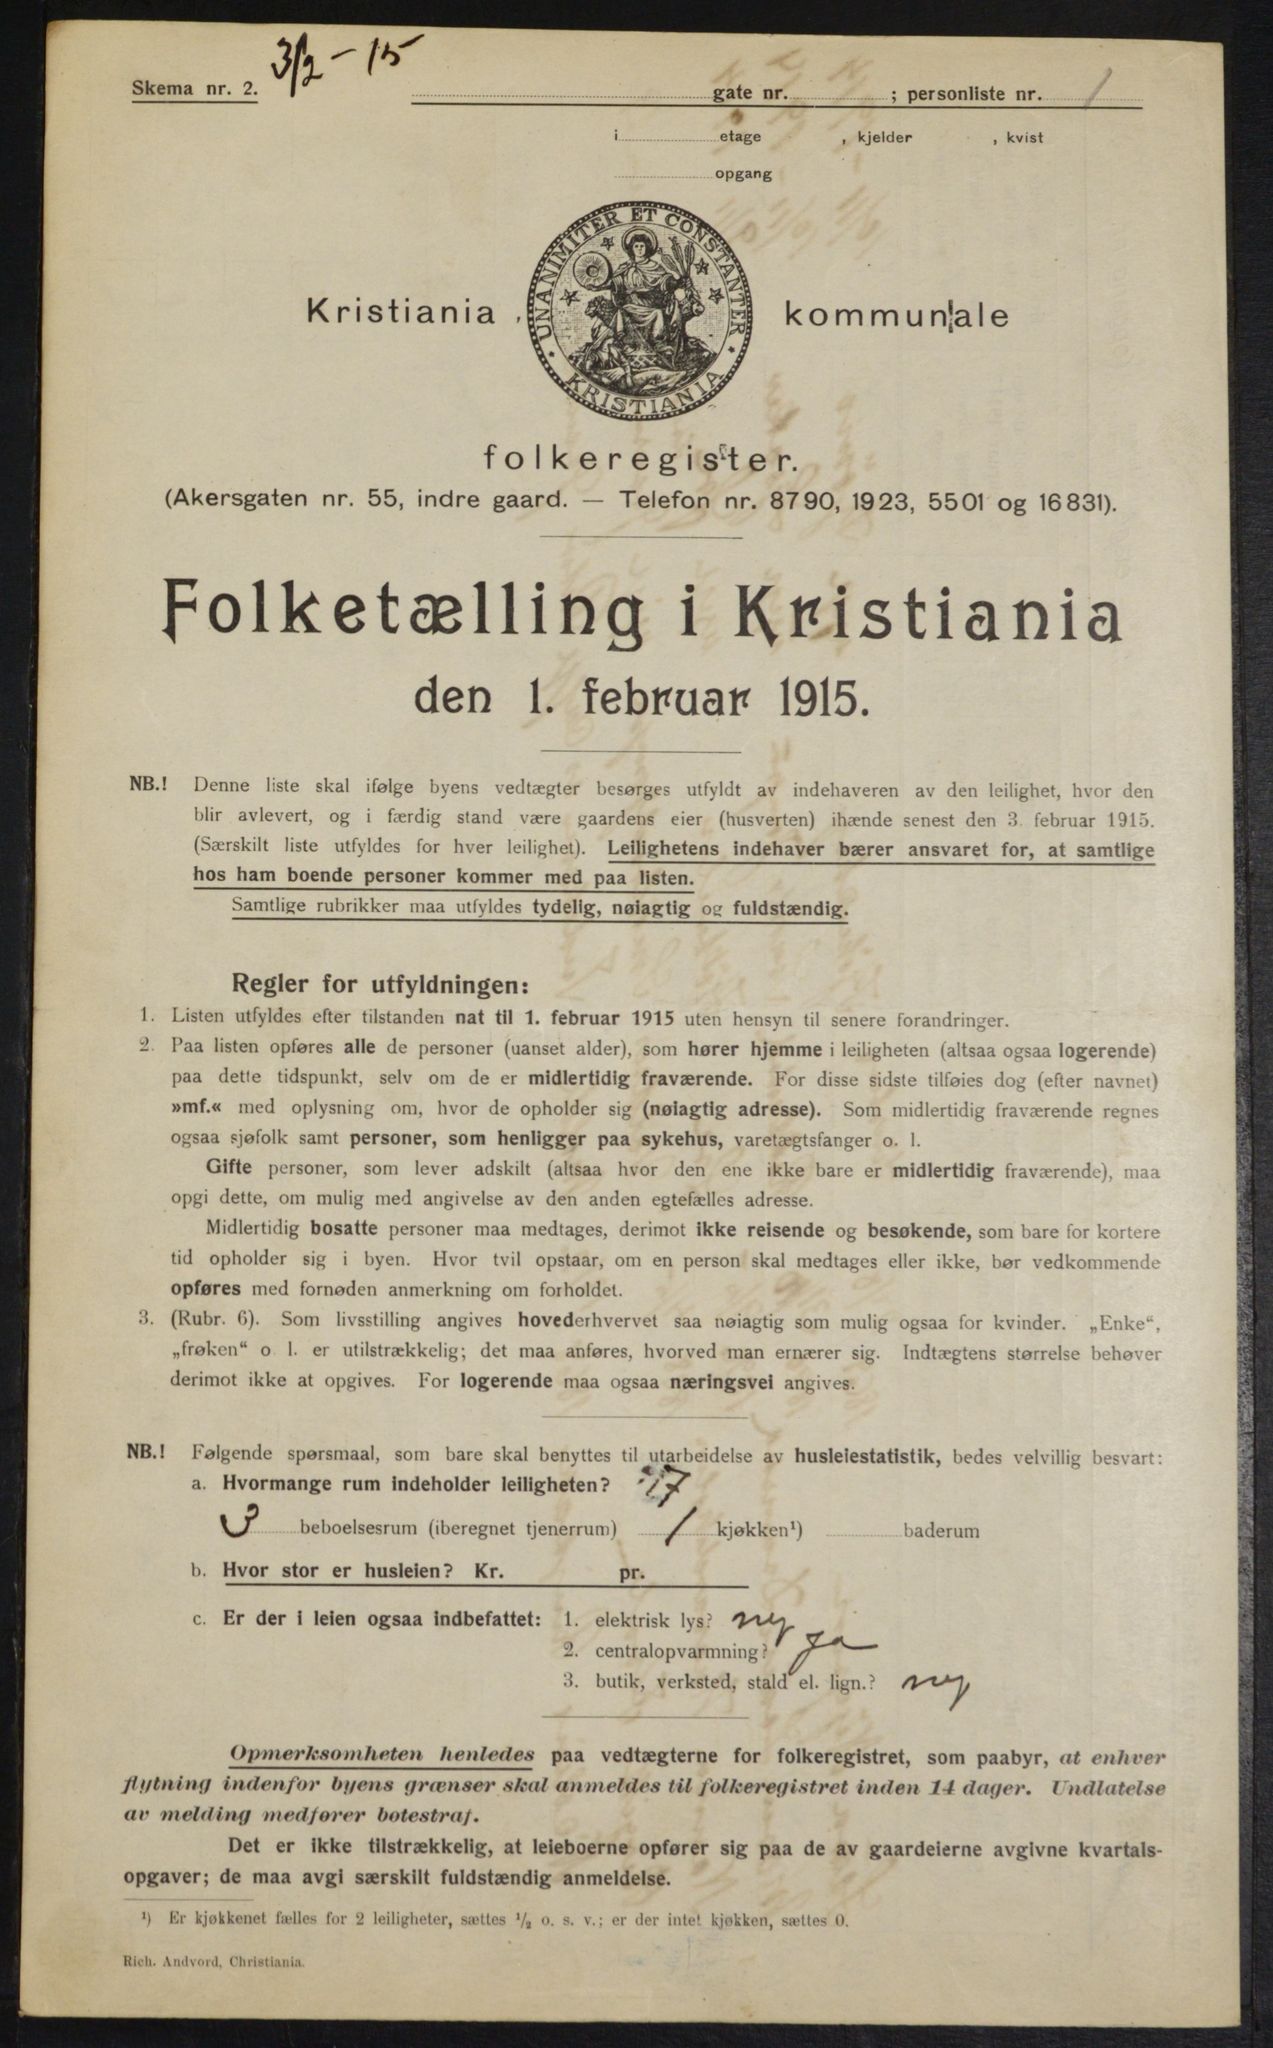 3/2 - 15
Skema nr. 2. gate nr. ; personliste nr. 1
i etage , kjelder , kvist
opgang
UNANIMITER ET CONSTANTER
KRISTIANIA
Kristiania kommunale
folkeregister.
(Akersgaten nr. 55, indre gaard. — Telefon nr. 8790, 1923, 5501 og 16831).
Folketælling i Kristiania
den 1. februar 1915.
NB.! Denne liste skal ifølge byens vedtægter besørges utfyldt av indehaveren av den leilighet, hvor den
blir avlevert, og i færdig stand være gaardens eier (husverten) ihænde senest den 3. februar 1915.
(Særskilt liste utfyldes for hver leilighet). Leilighetens indehaver bærer ansvaret for, at samtlige
hos ham boende personer kommer med paa listen.
Samtlige rubrikker maa utfyldes tydelig, nøiagtig og fuldstændig.
Regler for utfyldningen:
1. Listen utfyldes efter tilstanden nat til 1. februar 1915 uten hensyn til senere forandringer.
2. Paa listen opføres alle de personer (uanset alder), som hører hjemme i leiligheten (altsaa ogsaa logerende)
paa dette tidspunkt, selv om de er midlertidig fraværende. For disse sidste tilføies dog (efter navnet)
»mf.« med oplysning om, hvor de opholder sig (nøiagtig adresse). Som midlertidig fraværende regnes
ogsaa sjøfolk samt personer, som henligger paa sykehus, varetægtsfanger o. l.
Gifte personer, som lever adskilt (altsaa hvor den ene ikke bare er midlertidig fraværende), maa
opgi dette, om mulig med angivelse av den anden egtefælles adresse.
Midlertidig bosatte personer maa medtages, derimot ikke reisende og besøkende, som bare for kortere
tid opholder sig i byen. Hvor tvil opstaar, om en person skal medtages eller ikke, bør vedkommende
opføres med fornøden anmerkning om forholdet.
3. (Rubr. 6). Som livsstilling angives hovederhvervet saa nøiagtig som mulig ogsaa for kvinder. „Enke“,
„frøken“ o l. er utilstrækkelig; det maa anføres, hvorved man ernærer sig. Indtægtens størrelse behøver
derimot ikke at opgives. For logerende maa ogsaa næringsvei angives.
NB.! Følgende spørsmaal, som bare skal benyttes til utarbeidelse av husleiestatistik, bedes velvillig besvart:
a. Hvormange rum indeholder leiligheten?
3 beboelsesrum (iberegnet tjenerrum) 1 kjøkken¹) baderum
b. Hvor stor er husleien? Kr. pr.
c. Er der i leien ogsaa indbefattet: 1. elektrisk lys? nej
2. centralopvarmning? ja
3. butik, verksted, stald el. lign.? nej
Opmerksomheten henledes paa vedtægterne for folkeregistret, som paabyr, at enhver
flytning indenfor byens grænser skal anmeldes til folkeregistret inden 14 dager. Undlatelse
av melding medfører bøtestraf.
Det er ikke tilstrækkelig, at leieboerne opfører sig paa de av gaardeierne avgivne kvartals-
opgaver; de maa avgi særskilt fuldstændig anmeldelse.
¹) Er kjøkkenet fælles for 2 leiligheter, sættes ½ o. s. v.; er der intet kjøkken, sættes 0.
Rich. Andvord, Christiania.